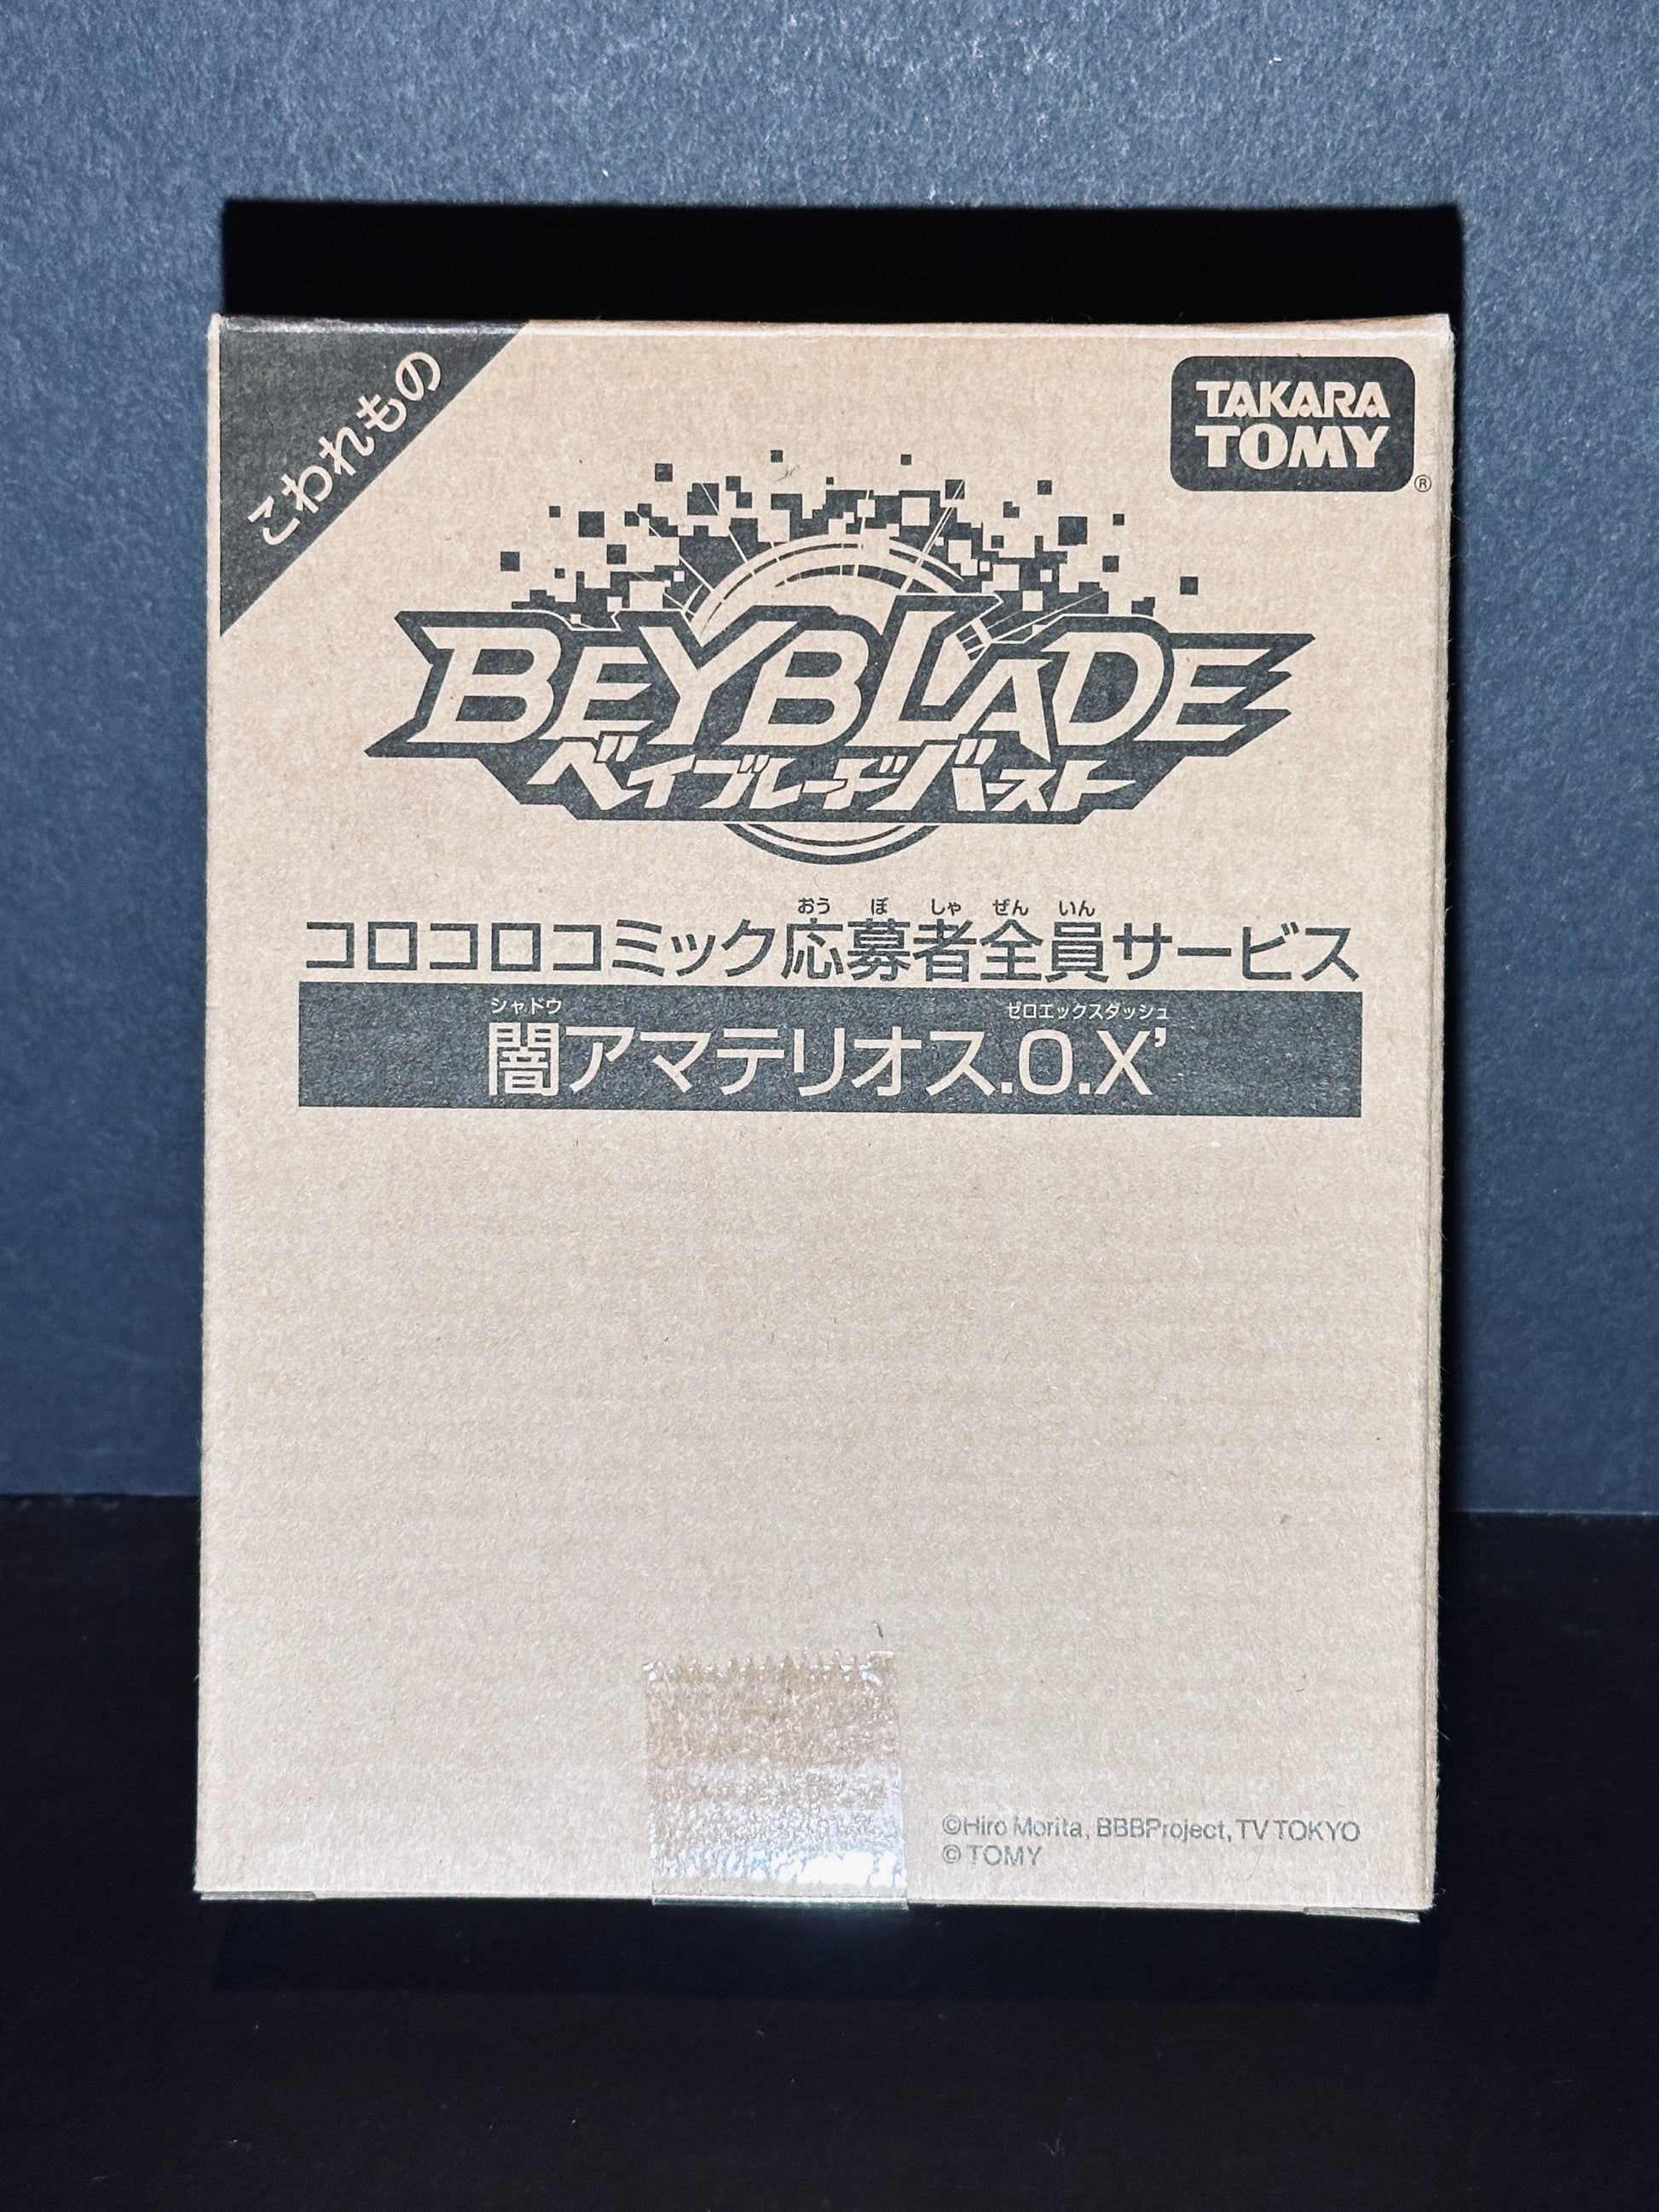 こわれもの
TAKARA
TOMY
®
BEYBLADE
ベイブレードバースト
おうぼしゃぜんいん
コロコロコミック応募者全員サービス
シャドウ ゼロエックスダッシュ
闇アマテリオス.0.X’
©Hiro Morita, BBBProject, TV TOKYO
© TOMY